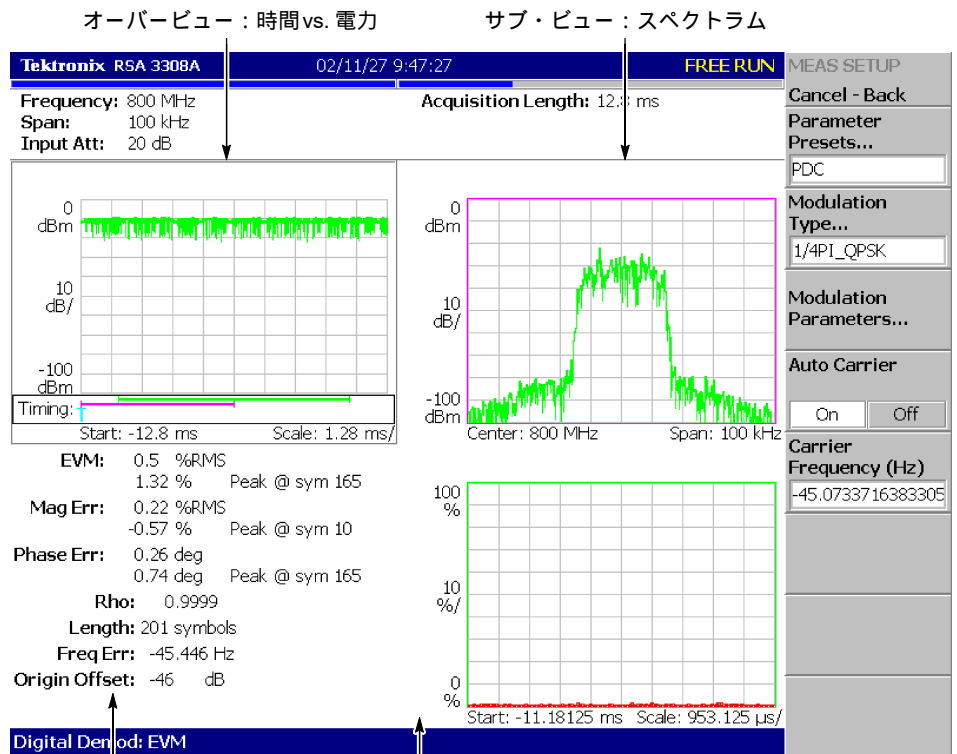 オーバービュー：時間vs. 電力
サブ・ビュー：スペクトラム
Tektronix RSA 3308A 02/11/27 9:47:27 FREE RUN
MEAS SETUP
Frequency: 800 MHz
Span: 100 kHz
Input Att: 20 dB
Acquisition Length: 12.8 ms
Cancel - Back
Parameter
Presets...
PDC
Modulation
Type...
1/4PI_QPSK
Modulation
Parameters...
Auto Carrier
On Off
Carrier
Frequency (Hz)
-45.0733716383305
0
dBm
10
dB/
-100
dBm
Timing:
T
Start: -12.8 ms Scale: 1.28 ms/
0
dBm
10
dB/
-100
dBm
Center: 800 MHz Span: 100 kHz
EVM: 0.5 %RMS
1.32 % Peak @ sym 165
Mag Err: 0.22 %RMS
-0.57 % Peak @ sym 10
Phase Err: 0.26 deg
0.74 deg Peak @ sym 165
Rho: 0.9999
Length: 201 symbols
Freq Err: -45.446 Hz
Origin Offset: -46 dB
100
%
10
%/
0
%
Start: -11.18125 ms Scale: 953.125 µs/
Digital Demod: EVM